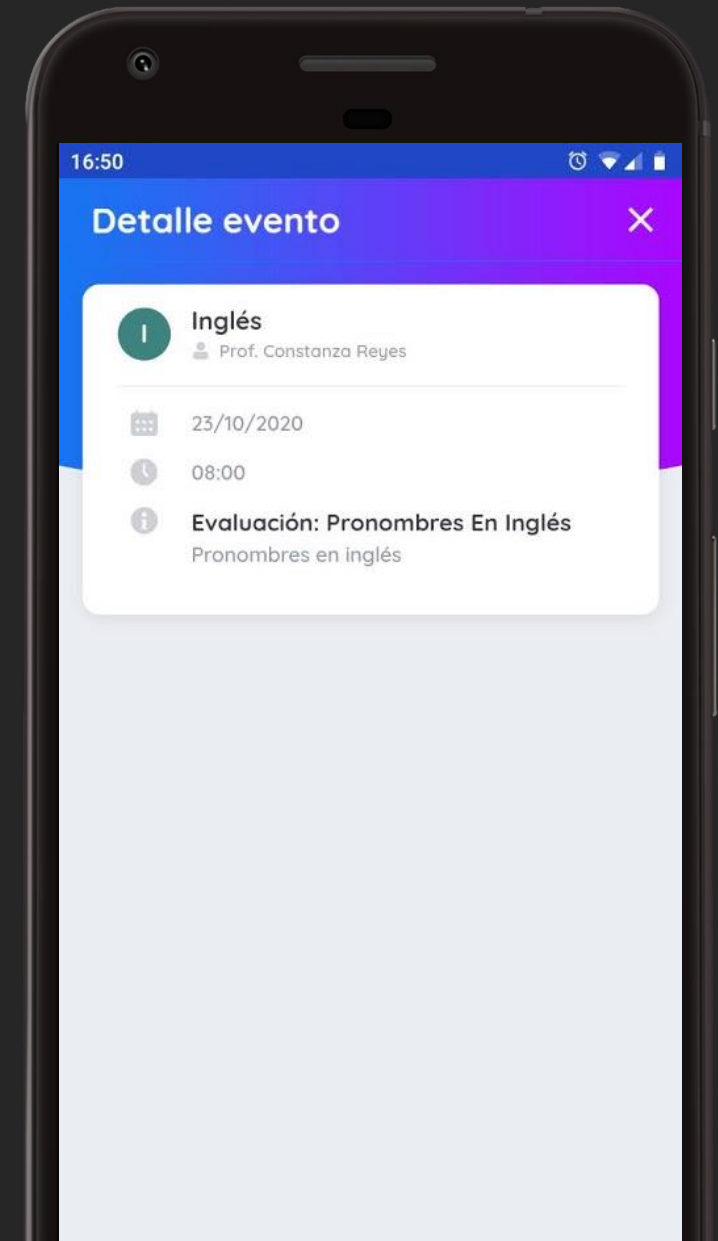 16:50
Detalle evento
I
Inglés
Prof. Constanza Reyes
23/10/2020
08:00
Evaluación: Pronombres En Inglés
Pronombres en inglés